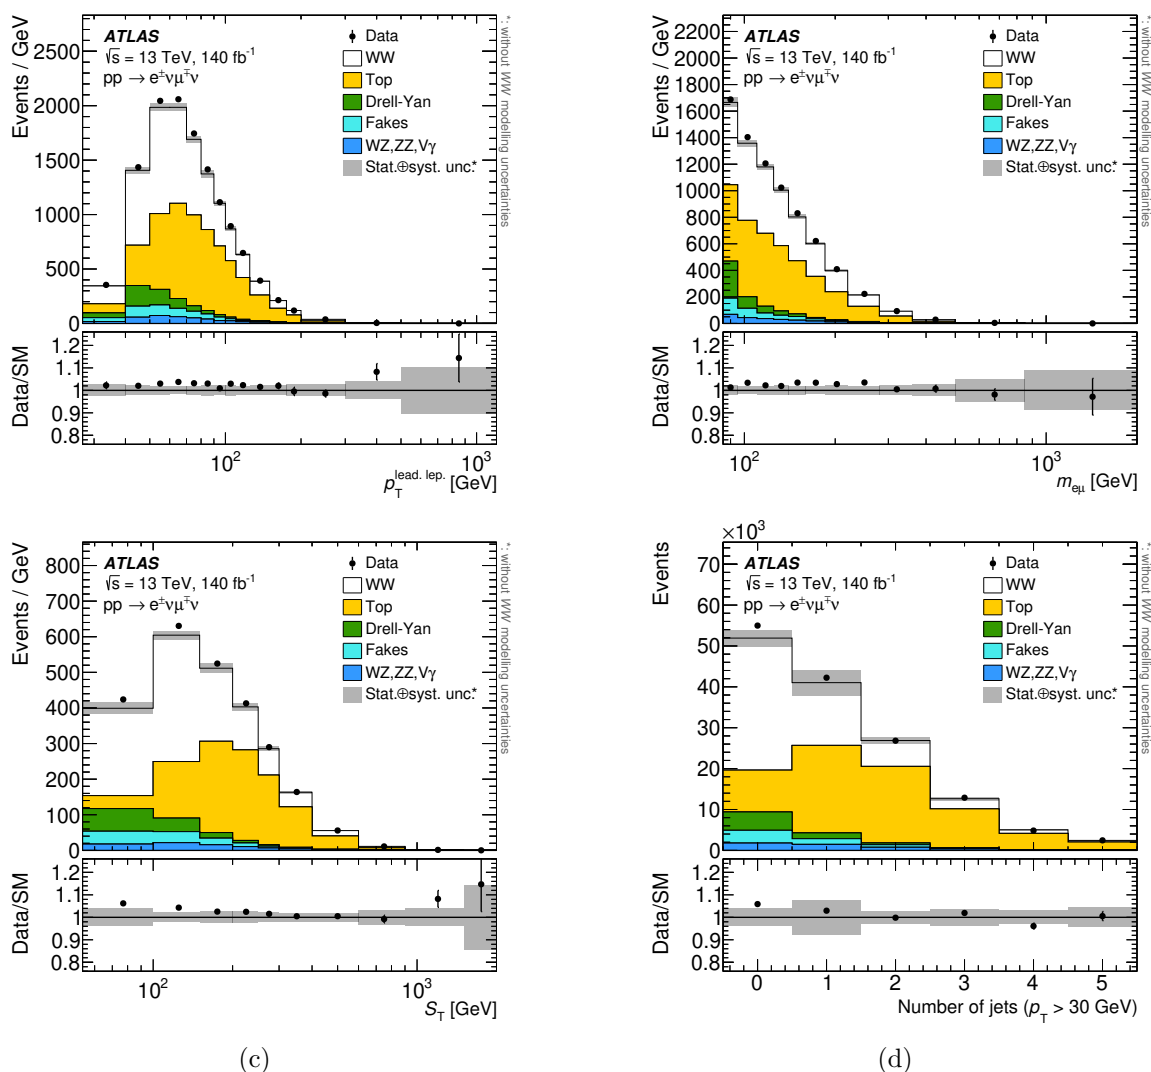 ATLAS
√s = 13 TeV, 140 fb⁻¹
pp → e±νμ∓ν
Data
WW
Top
Drell-Yan
Fakes
WZ,ZZ,Vγ
Stat.⊕syst. unc.*
*: without WW modelling uncertainties
Events / GeV
2500
2000
1500
1000
500
0
Data/SM
1.2
1.1
1
0.9
0.8
10²
10³
p_T^lead. lep. [GeV]
ATLAS
√s = 13 TeV, 140 fb⁻¹
pp → e±νμ∓ν
Data
WW
Top
Drell-Yan
Fakes
WZ,ZZ,Vγ
Stat.⊕syst. unc.*
*: without WW modelling uncertainties
Events / GeV
2200
2000
1800
1600
1400
1200
1000
800
600
400
200
0
Data/SM
1.2
1.1
1
0.9
0.8
10²
10³
m_eμ [GeV]
ATLAS
√s = 13 TeV, 140 fb⁻¹
pp → e±νμ∓ν
Data
WW
Top
Drell-Yan
Fakes
WZ,ZZ,Vγ
Stat.⊕syst. unc.*
*: without WW modelling uncertainties
Events / GeV
800
700
600
500
400
300
200
100
0
Data/SM
1.2
1.1
1
0.9
0.8
10²
10³
S_T [GeV]
(c)
×10³
ATLAS
√s = 13 TeV, 140 fb⁻¹
pp → e±νμ∓ν
Data
WW
Top
Drell-Yan
Fakes
WZ,ZZ,Vγ
Stat.⊕syst. unc.*
*: without WW modelling uncertainties
Events
70
60
50
40
30
20
10
0
Data/SM
1.2
1.1
1
0.9
0.8
0 1 2 3 4 5
Number of jets (p_T > 30 GeV)
(d)